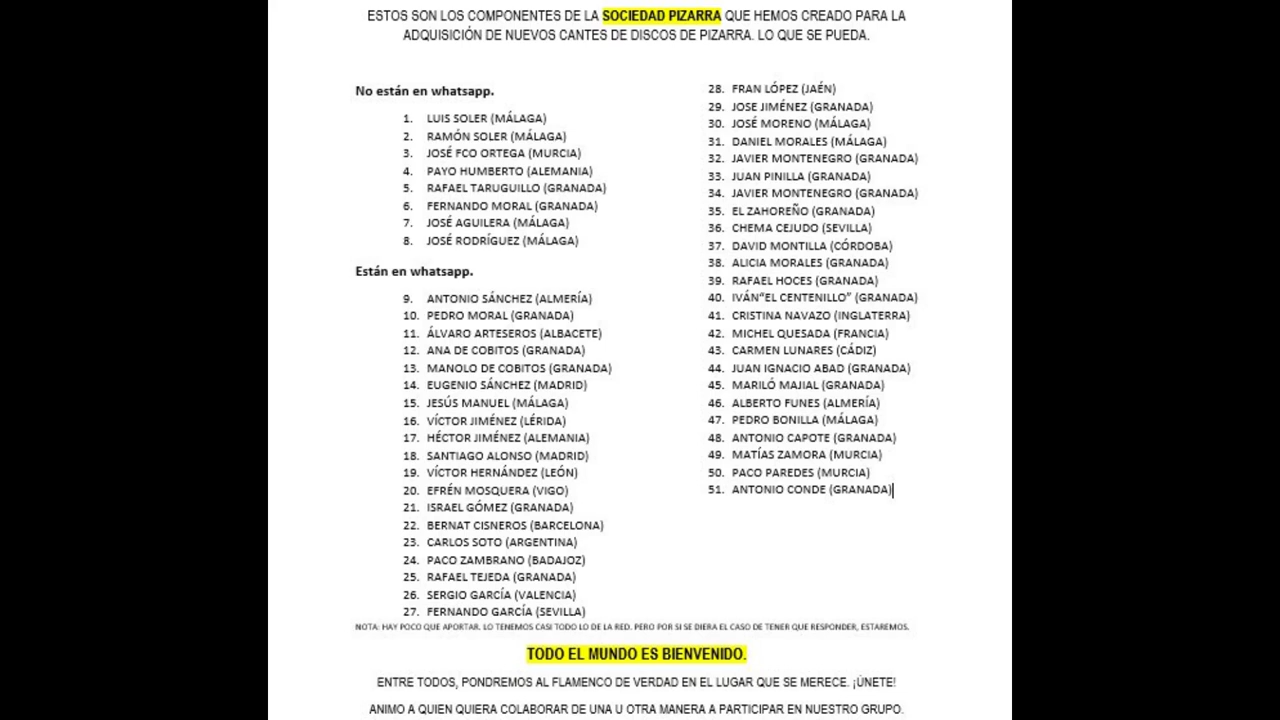 ESTOS SON LOS COMPONENTES DE LA SOCIEDAD PIZARRA QUE HEMOS CREADO PARA LA
ADQUISICIÓN DE NUEVOS CANTES DE DISCOS DE PIZARRA. LO QUE SE PUEDA.
No están en whatsapp.
1. LUIS SOLER (MÁLAGA)
2. RAMÓN SOLER (MÁLAGA)
3. JOSÉ FCO ORTEGA (MURCIA)
4. PAYO HUMBERTO (ALEMANIA)
5. RAFAEL TARUGUILLO (GRANADA)
6. FERNANDO MORAL (GRANADA)
7. JOSÉ AGUILERA (MÁLAGA)
8. JOSÉ RODRÍGUEZ (MÁLAGA)
Están en whatsapp.
9. ANTONIO SÁNCHEZ (ALMERÍA)
10. PEDRO MORAL (GRANADA)
11. ÁLVARO ARTESEROS (ALBACETE)
12. ANA DE COBITOS (GRANADA)
13. MANOLO DE COBITOS (GRANADA)
14. EUGENIO SÁNCHEZ (MADRID)
15. JESÚS MANUEL (MÁLAGA)
16. VÍCTOR JIMÉNEZ (LÉRIDA)
17. HÉCTOR JIMÉNEZ (ALEMANIA)
18. SANTIAGO ALONSO (MADRID)
19. VÍCTOR HERNÁNDEZ (LEÓN)
20. EFRÉN MOSQUERA (VIGO)
21. ISRAEL GÓMEZ (GRANADA)
22. BERNAT CISNEROS (BARCELONA)
23. CARLOS SOTO (ARGENTINA)
24. PACO ZAMBRANO (BADAJOZ)
25. RAFAEL TEJEDA (GRANADA)
26. SERGIO GARCÍA (VALENCIA)
27. FERNANDO GARCÍA (SEVILLA)
28. FRAN LÓPEZ (JAÉN)
29. JOSE JIMÉNEZ (GRANADA)
30. JOSÉ MORENO (MÁLAGA)
31. DANIEL MORALES (MÁLAGA)
32. JAVIER MONTENEGRO (GRANADA)
33. JUAN PINILLA (GRANADA)
34. JAVIER MONTENEGRO (GRANADA)
35. EL ZAHOREÑO (GRANADA)
36. CHEMA CEJUDO (SEVILLA)
37. DAVID MONTILLA (CÓRDOBA)
38. ALICIA MORALES (GRANADA)
39. RAFAEL HOCES (GRANADA)
40. IVÁN“EL CENTENILLO” (GRANADA)
41. CRISTINA NAVAZO (INGLATERRA)
42. MICHEL QUESADA (FRANCIA)
43. CARMEN LUNARES (CÁDIZ)
44. JUAN IGNACIO ABAD (GRANADA)
45. MARILÓ MAJIAL (GRANADA)
46. ALBERTO FUNES (ALMERÍA)
47. PEDRO BONILLA (MÁLAGA)
48. ANTONIO CAPOTE (GRANADA)
49. MATÍAS ZAMORA (MURCIA)
50. PACO PAREDES (MURCIA)
51. ANTONIO CONDE (GRANADA)
NOTA: HAY POCO QUE APORTAR. LO TENEMOS CASI TODO LO DE LA RED. PERO POR SI SE DIERA EL CASO DE TENER QUE RESPONDER, ESTAREMOS.
TODO EL MUNDO ES BIENVENIDO.
ENTRE TODOS, PONDREMOS AL FLAMENCO DE VERDAD EN EL LUGAR QUE SE MERECE. ¡ÚNETE!
ANIMO A QUIEN QUIERA COLABORAR DE UNA U OTRA MANERA A PARTICIPAR EN NUESTRO GRUPO.